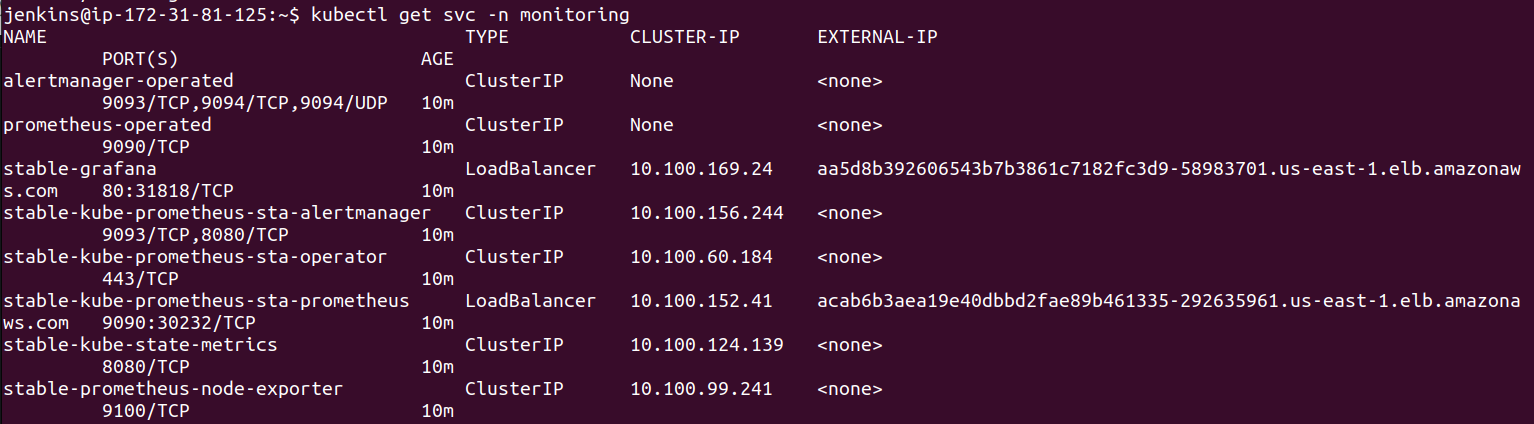 jenkins@ip-172-31-81-125:~$ kubectl get svc -n monitoring
NAME                                      TYPE           CLUSTER-IP       EXTERNAL-IP
         PORT(S)                      AGE
alertmanager-operated                     ClusterIP      None             <none>
         9093/TCP,9094/TCP,9094/UDP   10m
prometheus-operated                       ClusterIP      None             <none>
         9090/TCP                     10m
stable-grafana                            LoadBalancer   10.100.169.24    aa5d8b392606543b7b3861c7182fc3d9-58983701.us-east-1.elb.amazonaw
s.com    80:31818/TCP                 10m
stable-kube-prometheus-sta-alertmanager   ClusterIP      10.100.156.244   <none>
         9093/TCP,8080/TCP            10m
stable-kube-prometheus-sta-operator       ClusterIP      10.100.60.184    <none>
         443/TCP                      10m
stable-kube-prometheus-sta-prometheus     LoadBalancer   10.100.152.41    acab6b3aea19e40dbbd2fae89b461335-292635961.us-east-1.elb.amazona
ws.com   9090:30232/TCP               10m
stable-kube-state-metrics                 ClusterIP      10.100.124.139   <none>
         8080/TCP                     10m
stable-prometheus-node-exporter           ClusterIP      10.100.99.241    <none>
         9100/TCP                     10m